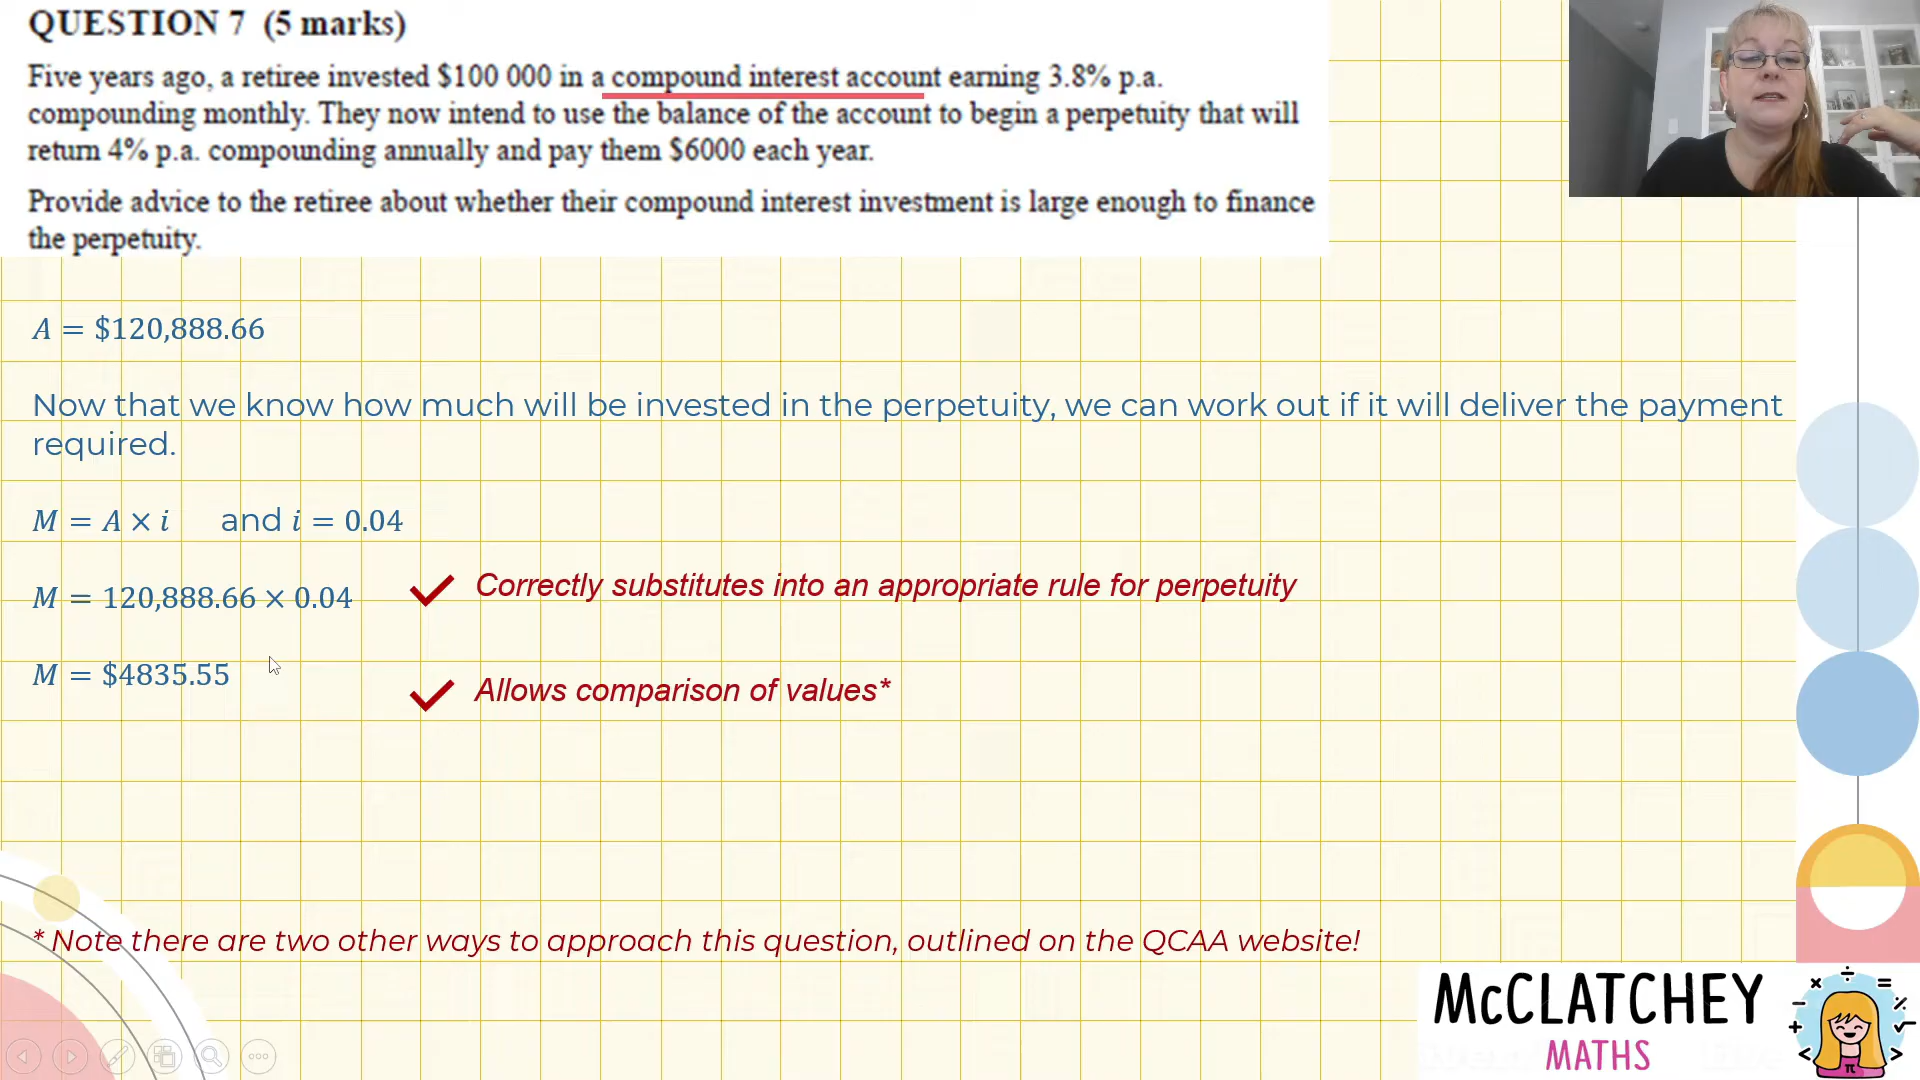 QUESTION 7 (5 marks)
Five years ago, a retiree invested $100 000 in a compound interest account earning 3.8% p.a.
compounding monthly. They now intend to use the balance of the account to begin a perpetuity that will
return 4% p.a. compounding annually and pay them $6000 each year.
Provide advice to the retiree about whether their compound interest investment is large enough to finance
the perpetuity.
A = $120,888.66
Now that we know how much will be invested in the perpetuity, we can work out if it will deliver the payment
required.
M = A × i and i = 0.04
M = 120,888.66 × 0.04
Correctly substitutes into an appropriate rule for perpetuity
M = $4835.55
Allows comparison of values*
* Note there are two other ways to approach this question, outlined on the QCAA website!
McCLATCHEY
MATHS